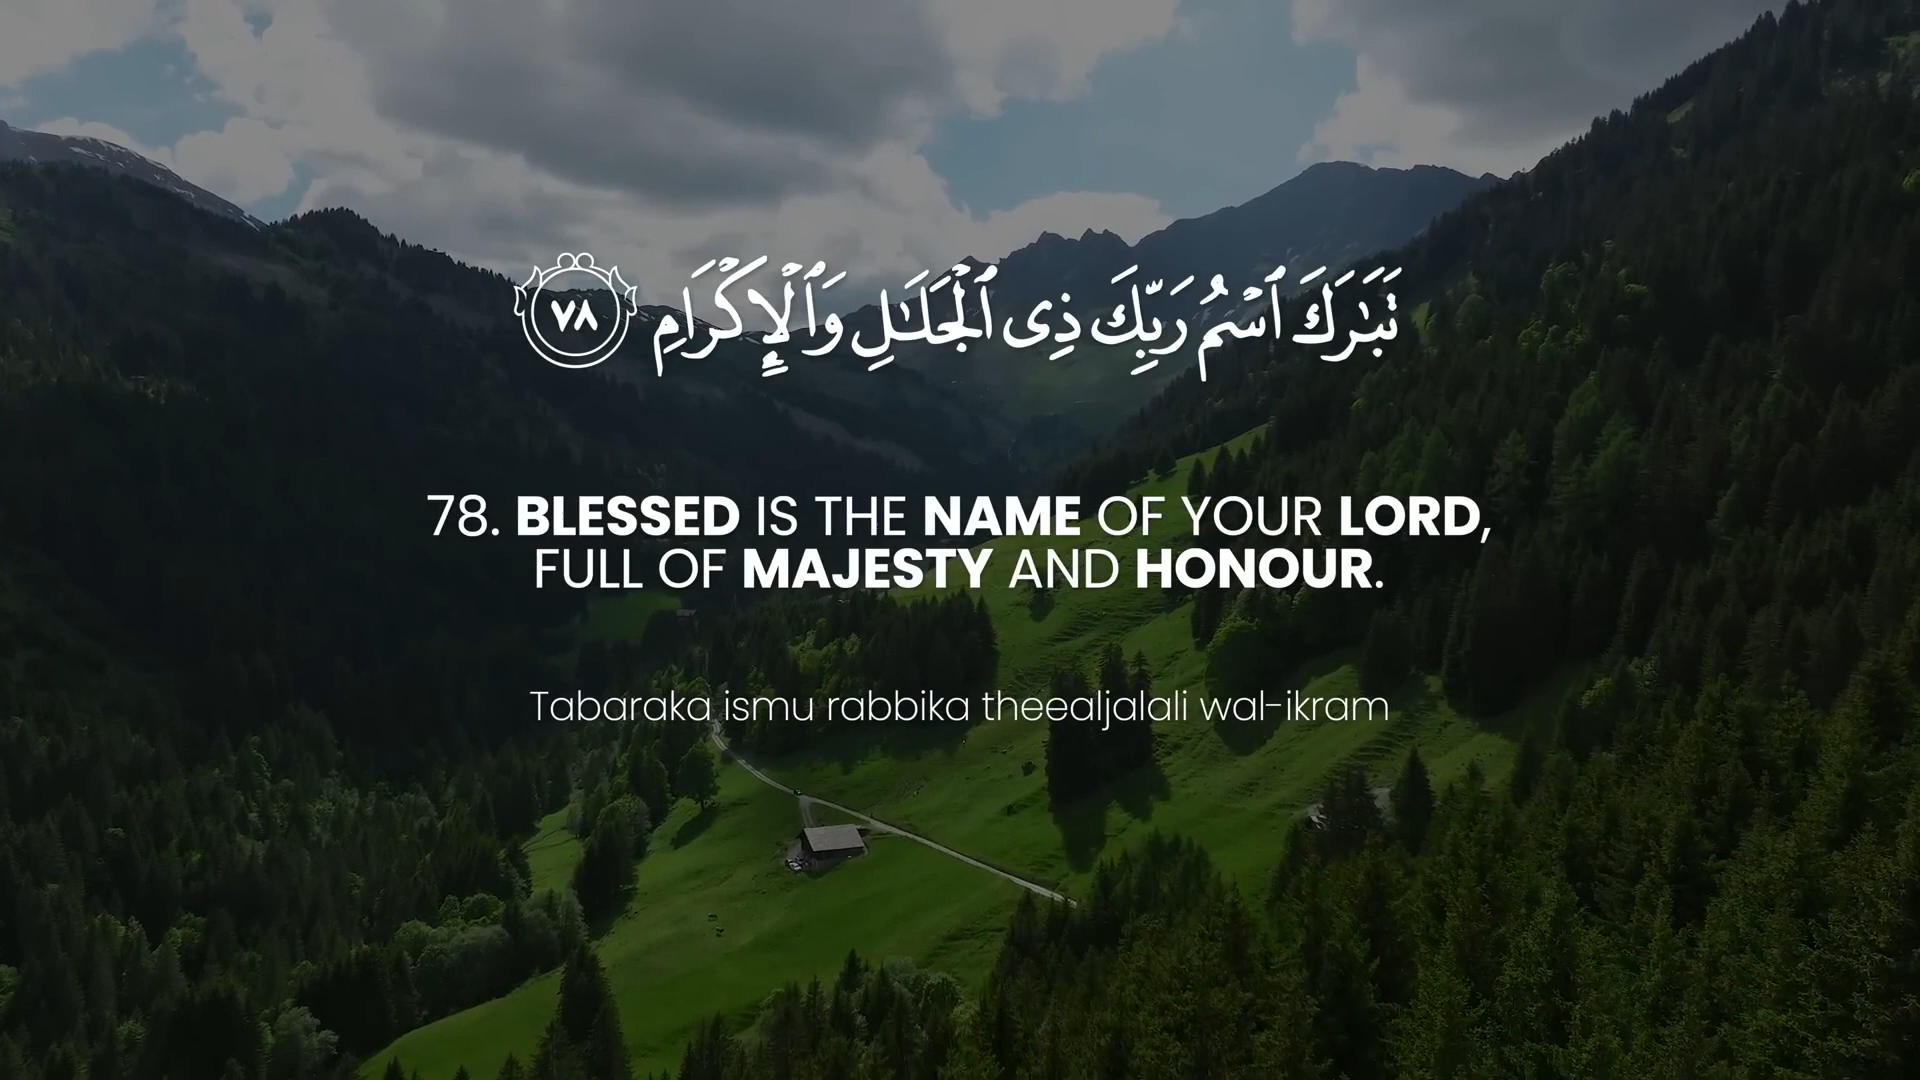 تَبَٰرَكَ ٱسْمُ رَبِّكَ ذِى ٱلْجَلَٰلِ وَٱلْإِكْرَامِ ٧٨
78. BLESSED IS THE NAME OF YOUR LORD,
FULL OF MAJESTY AND HONOUR.
Tabaraka ismu rabbika theealjalali wal-ikram